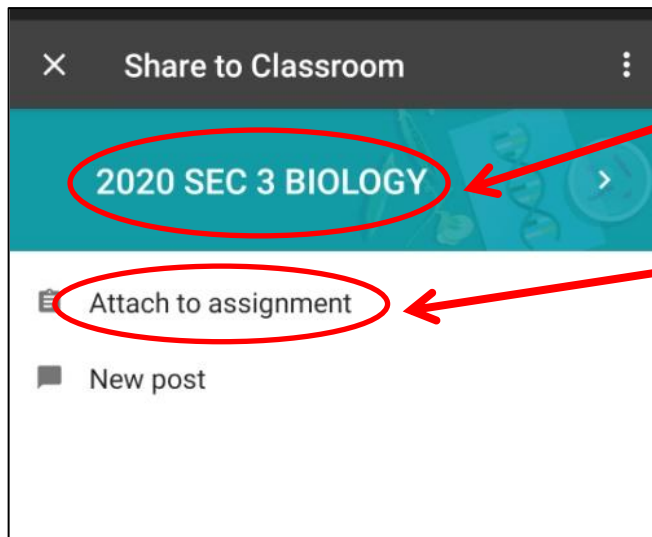 Share to Classroom
2020 SEC 3 BIOLOGY
Attach to assignment
New post